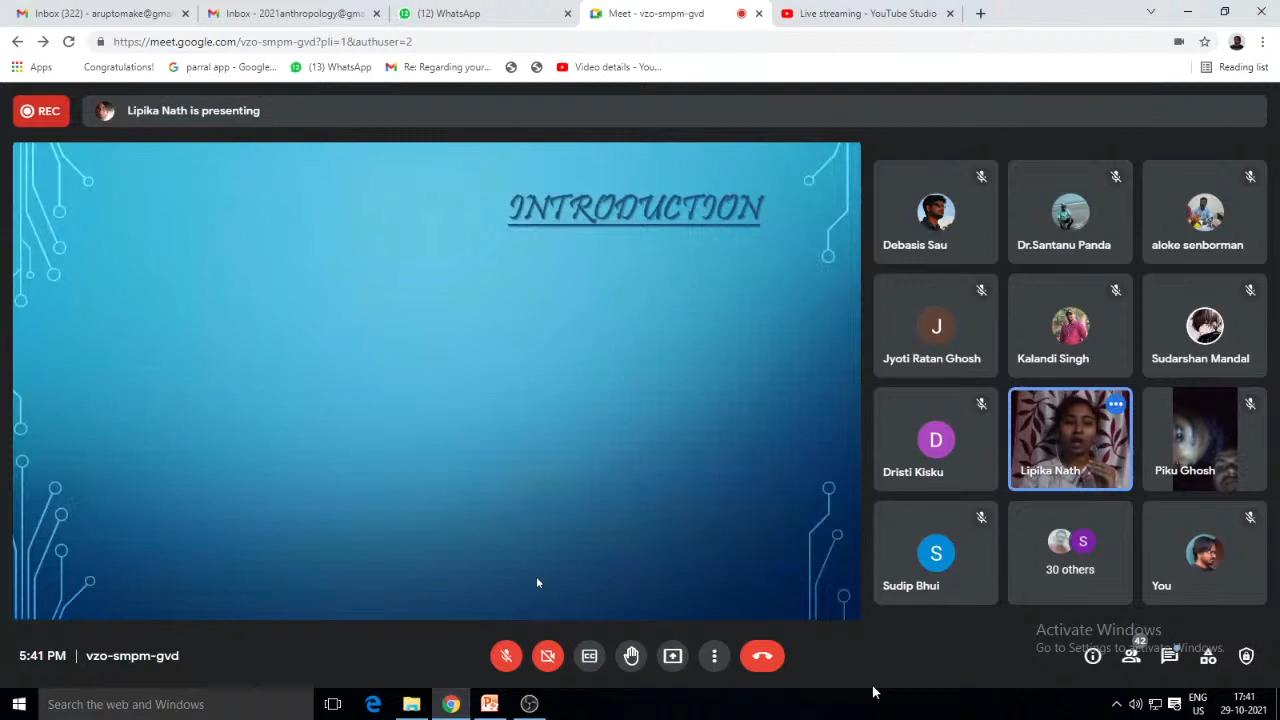 Inbox (322) - aruptomake@gmai
Inbox - 2021anthropology@gma
(12) WhatsApp
Meet - vzo-smpm-gvd
Live streaming - YouTube Studio
https://meet.google.com/vzo-smpm-gvd?pli=1&authuser=2
Apps
Congratulations!
parral app - Google...
(13) WhatsApp
Re: Regarding your...
Video details - You...
Reading list
REC
Lipika Nath is presenting
INTRODUCTION
Debasis Sau
Dr.Santanu Panda
aloke senborman
J
Jyoti Ratan Ghosh
Kalandi Singh
Sudarshan Mandal
D
Dristi Kisku
Lipika Nath
Piku Ghosh
S
Sudip Bhui
S
30 others
You
Activate Windows
Go to Settings to activate Windows.
5:41 PM | vzo-smpm-gvd
42
Search the web and Windows
ENG
US
17:41
29-10-2021